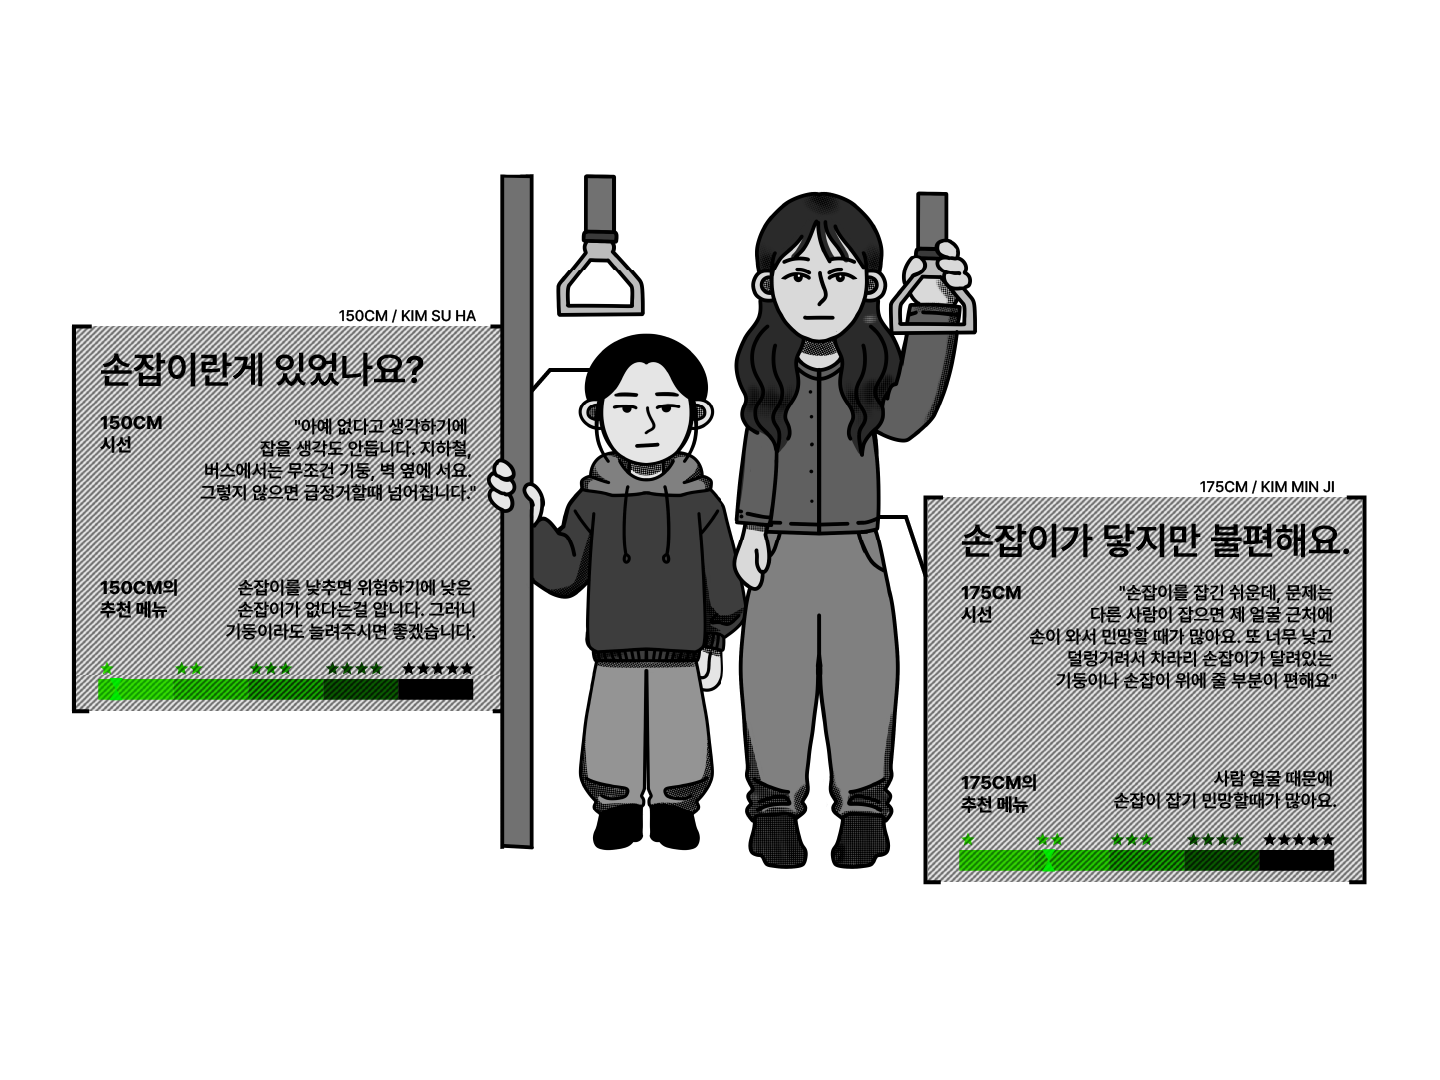 150CM / KIM SU HA
손잡이란게 있었나요?
150CM
시선
"아예 없다고 생각하기에
잡을 생각도 안듭니다. 지하철,
버스에서는 무조건 기둥, 벽 옆에 서요.
그렇지 않으면 급정거할때 넘어집니다."
150CM의
추천 메뉴
손잡이를 낮추면 위험하기에 낮은
손잡이가 없다는걸 압니다. 그러니
기둥이라도 늘려주시면 좋겠습니다.
175CM / KIM MIN JI
손잡이가 닿지만 불편해요.
175CM
시선
"손잡이를 잡긴 쉬운데, 문제는
다른 사람이 잡으면 제 얼굴 근처에
손이 와서 민망할 때가 많아요. 또 너무 낮고
덜렁거려서 차라리 손잡이가 달려있는
기둥이나 손잡이 위에 줄 부분이 편해요"
175CM의
추천 메뉴
사람 얼굴 때문에
손잡이 잡기 민망할때가 많아요.